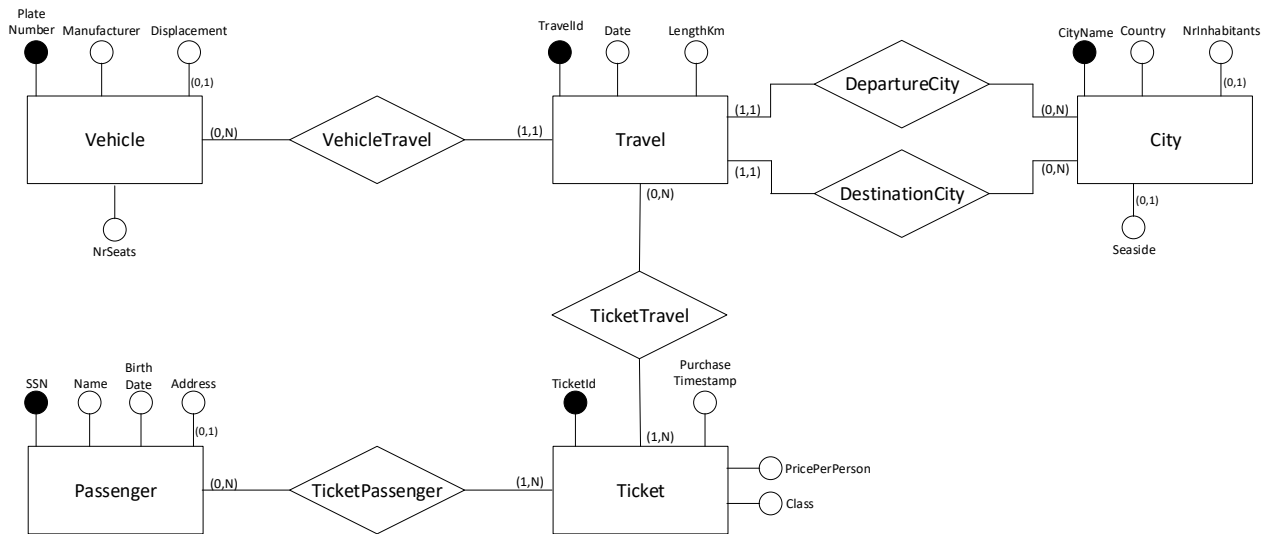 Plate
Number
Manufacturer
Displacement
(0,1)
Vehicle
NrSeats
(0,N)
VehicleTravel
(1,1)
TravelId
Date
LengthKm
Travel
(1,1)
DepartureCity
(0,N)
(1,1)
DestinationCity
(0,N)
CityName
Country
NrInhabitants
(0,1)
City
(0,1)
Seaside
(0,N)
TicketTravel
(1,N)
SSN
Name
Birth
Date
Address
(0,1)
Passenger
(0,N)
TicketPassenger
(1,N)
TicketId
Purchase
Timestamp
Ticket
PricePerPerson
Class